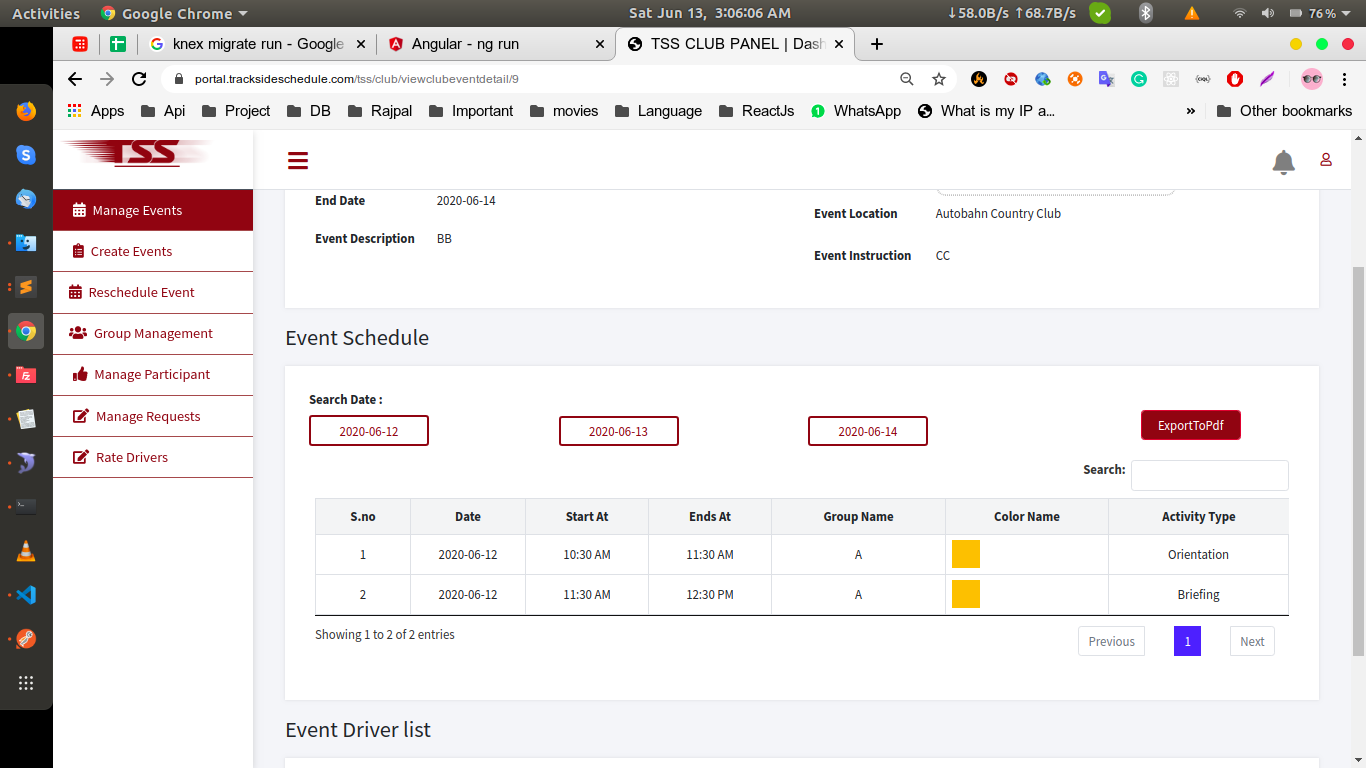 Activities Google Chrome Sat Jun 13, 3:06:06 AM ↓58.0B/s ↑68.7B/s 76%
knex migrate run - Google Angular - ng run TSS CLUB PANEL | Dash
portal.tracksideschedule.com/tss/club/viewclubeventdetail/9
Apps Api Project DB Rajpal Important movies Language ReactJs WhatsApp What is my IP a... » Other bookmarks
TSS
Manage Events
Create Events
Reschedule Event
Group Management
Manage Participant
Manage Requests
Rate Drivers
End Date 2020-06-14
Event Location Autobahn Country Club
Event Description BB
Event Instruction CC
Event Schedule
Search Date :
2020-06-12 2020-06-13 2020-06-14 ExportToPdf
Search:
S.no Date Start At Ends At Group Name Color Name Activity Type
1 2020-06-12 10:30 AM 11:30 AM A Orientation
2 2020-06-12 11:30 AM 12:30 PM A Briefing
Showing 1 to 2 of 2 entries Previous 1 Next
Event Driver list